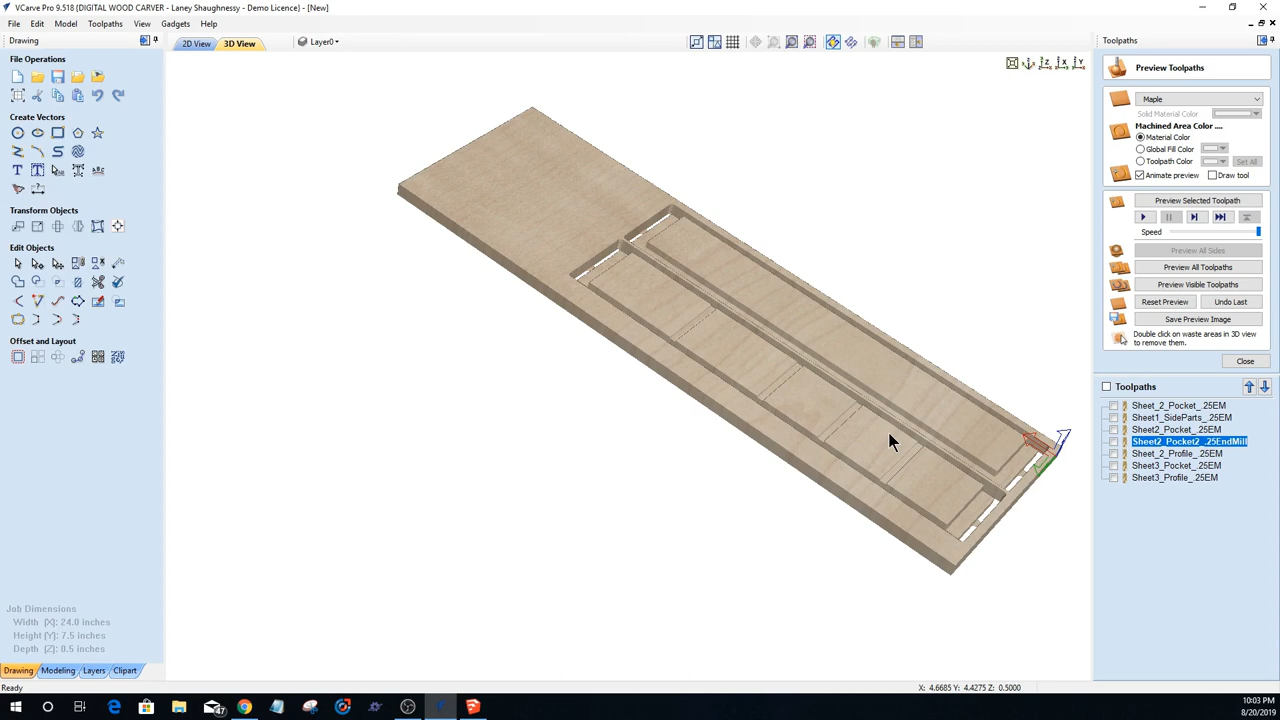 VCarve Pro 9.518 {DIGITAL WOOD CARVER - Laney Shaughnessy - Demo Licence} - [New]
File Edit Model Toolpaths View Gadgets Help
Drawing
2D View 3D View Layer0
Toolpaths
File Operations
Create Vectors
Transform Objects
Edit Objects
Offset and Layout
Job Dimensions
Width (X): 24.0 inches
Height (Y): 7.5 inches
Depth (Z): 0.5 inches
Drawing Modeling Layers Clipart
Preview Toolpaths
Maple
Solid Material Color
Machined Area Color ....
Material Color
Global Fill Color
Toolpath Color Set All
Animate preview Draw tool
Preview Selected Toolpath
Speed
Preview All Sides
Preview All Toolpaths
Preview Visible Toolpaths
Reset Preview Undo Last
Save Preview Image
Double click on waste areas in 3D view
to remove them.
Close
Toolpaths
Sheet_2_Pocket_.25EM
Sheet1_SideParts_.25EM
Sheet2_Pocket_.25EM
Sheet2_Pocket2_.25EndMill
Sheet_2_Profile_.25EM
Sheet3_Pocket_.25EM
Sheet3_Profile_.25EM
Ready X: 4.6685 Y: 4.4275 Z: 0.5000
47
10:03 PM
8/20/2019